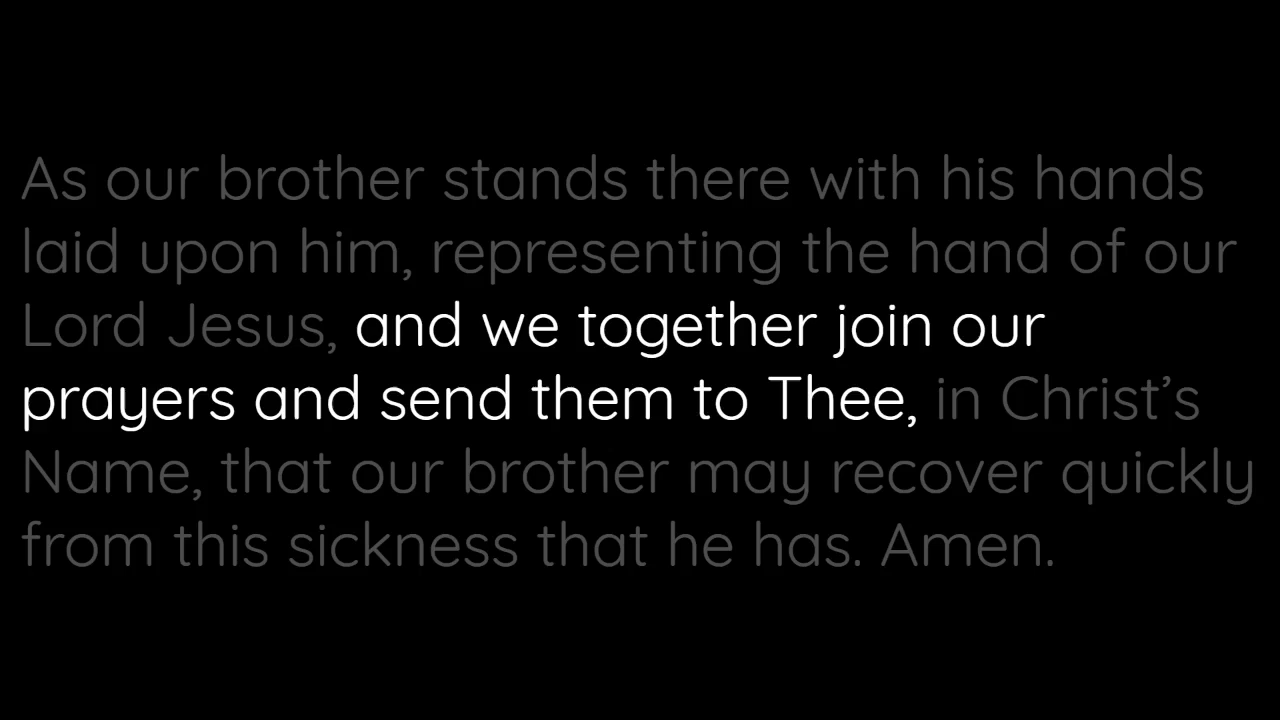 As our brother stands there with his hands
laid upon him, representing the hand of our
Lord Jesus, and we together join our
prayers and send them to Thee, in Christ’s
Name, that our brother may recover quickly
from this sickness that he has. Amen.